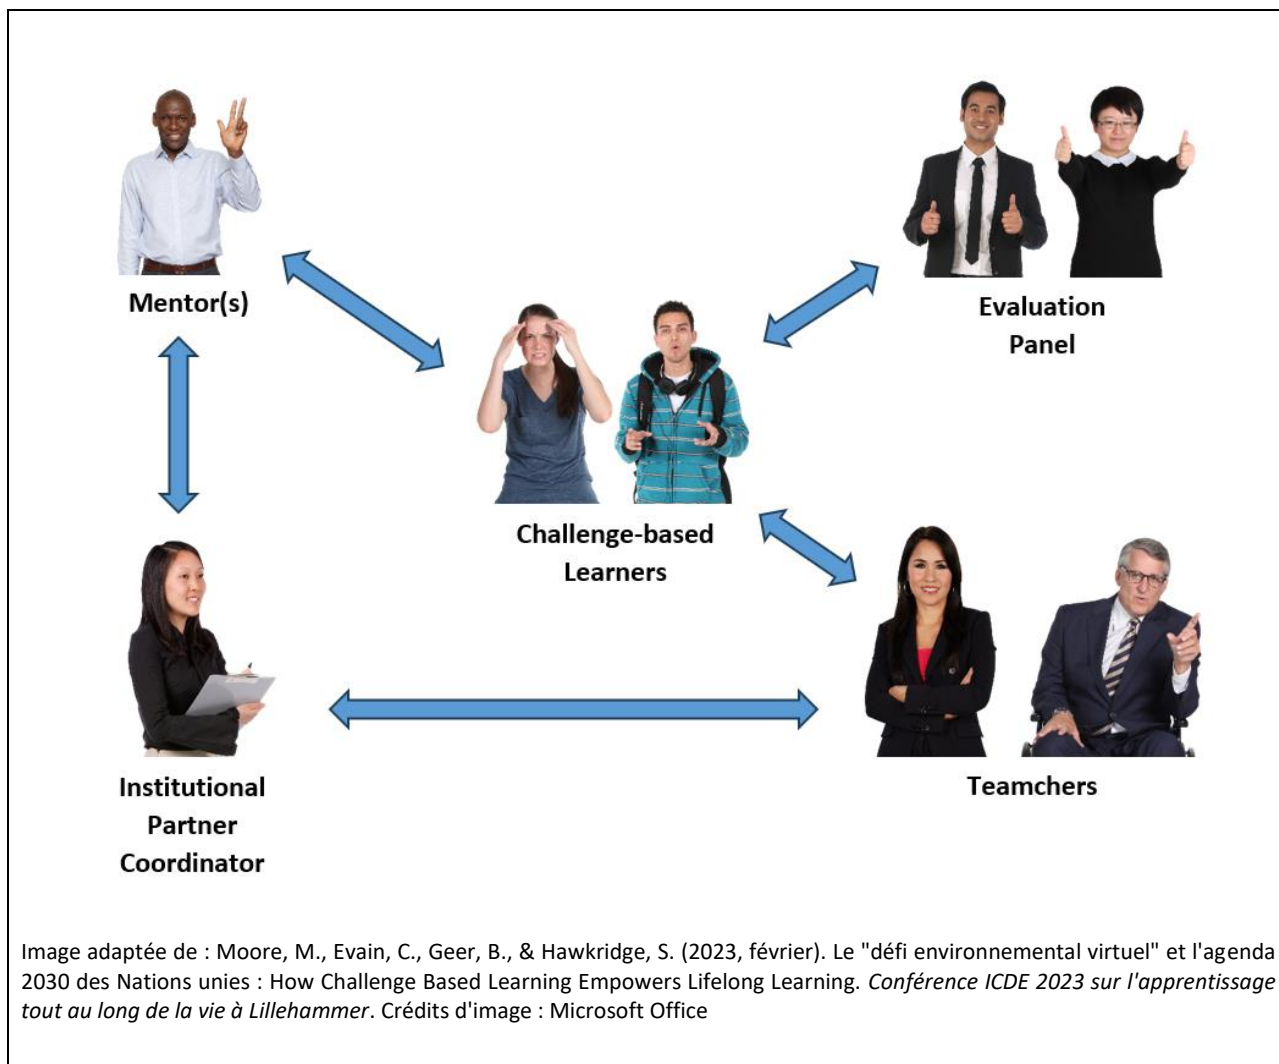 Mentor(s)
Evaluation
Panel
Challenge-based
Learners
Institutional
Partner
Coordinator
Teamchers
Image adaptée de : Moore, M., Evain, C., Geer, B., & Hawkridge, S. (2023, février). Le "défi environnemental virtuel" et l'agenda
2030 des Nations unies : How Challenge Based Learning Empowers Lifelong Learning. Conférence ICDE 2023 sur l'apprentissage
tout au long de la vie à Lillehammer. Crédits d'image : Microsoft Office